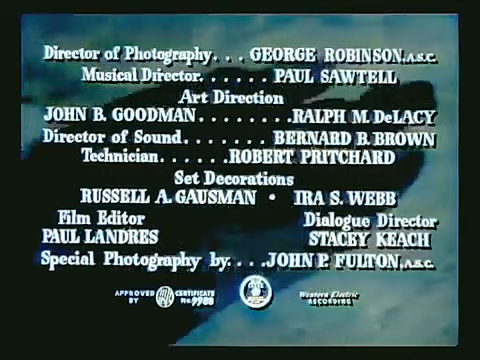 Director of Photography. . . GEORGE ROBINSON, A.S.C.
Musical Director. . . . . . PAUL SAWTELL
Art Direction
JOHN B. GOODMAN . . . . . . . . RALPH M. DeLACY
Director of Sound . . . . . . . BERNARD B. BROWN
Technician. . . . . . ROBERT PRITCHARD
Set Decorations
RUSSELL A. GAUSMAN • IRA S. WEBB
Film Editor Dialogue Director
PAUL LANDRES STACEY KEACH
Special Photography by. . . . JOHN P. FULTON, A.S.C.
APPROVED BY CERTIFICATE No. 9988
Western Electric RECORDING